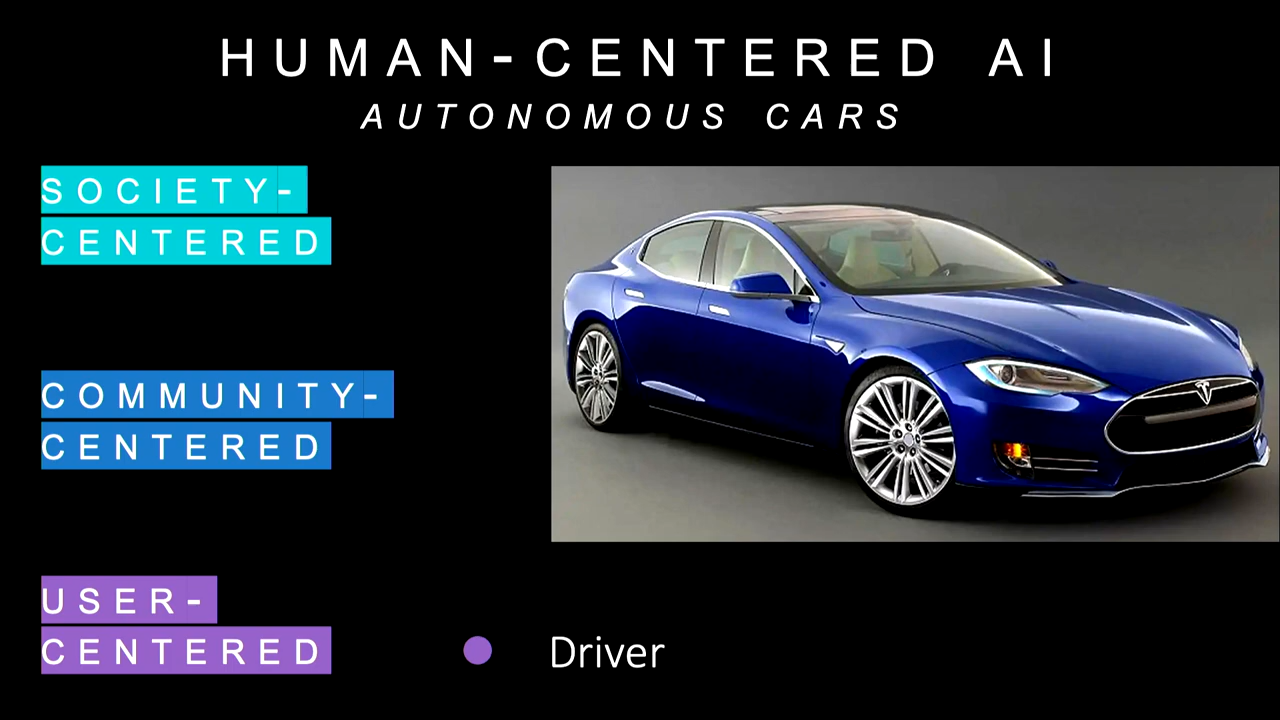 HUMAN-CENTERED AI
AUTONOMOUS CARS
SOCIETY-
CENTERED
COMMUNITY-
CENTERED
USER-
CENTERED
Driver